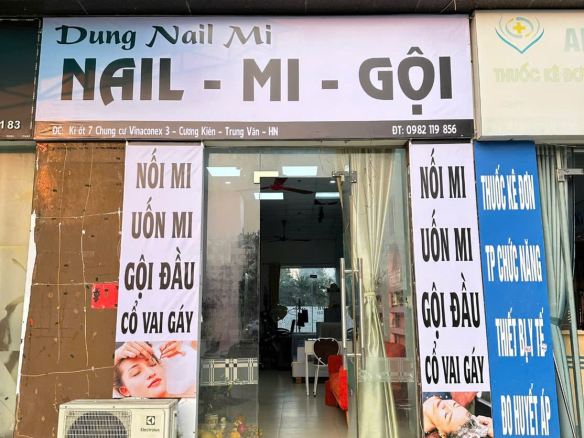 Dung Nail Mi
NAIL - MI - GỘI
ĐC: Ki ốt 7 Chung cư Vinaconex 3 - Cương Kiên - Trung Văn - HN
ĐT: 0982 119 856
183
THUỐC KÊ ĐƠN
NỐI MI
UỐN MI
GỘI ĐẦU
CỔ VAI GÁY
NỐI MI
UỐN MI
GỘI ĐẦU
CỔ VAI GÁY
THUỐC KÊ ĐƠN
TP CHỨC NĂNG
THIẾT BỊ Y TẾ
ĐO HUYẾT ÁP
Electrolux